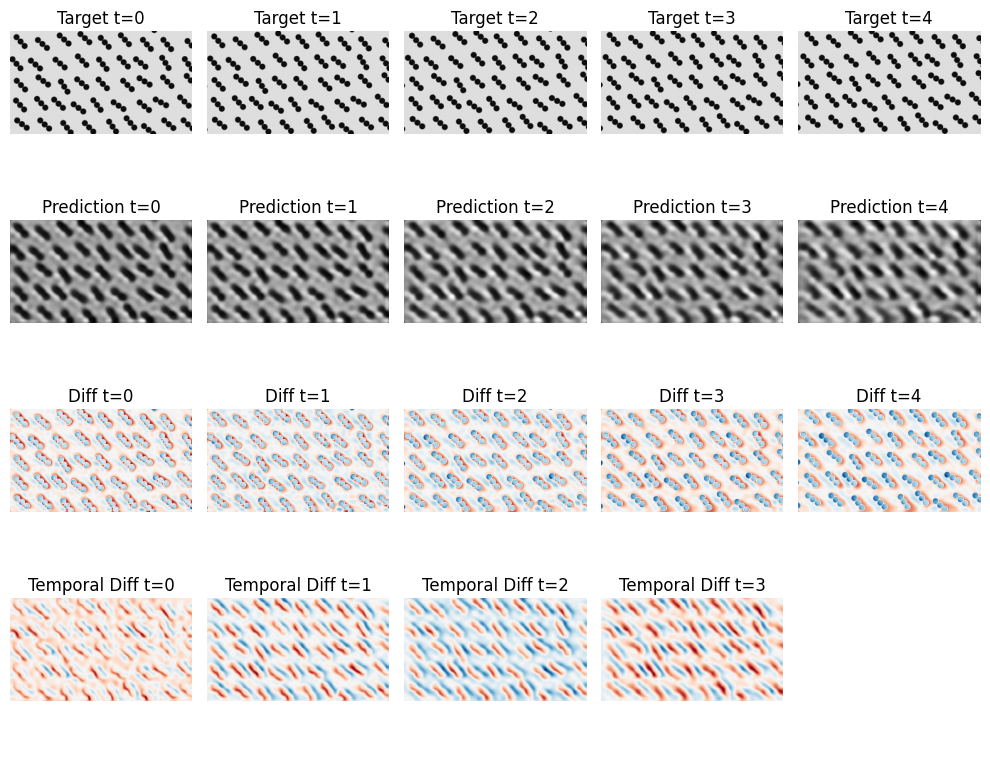 Target t=0 Target t=1 Target t=2 Target t=3 Target t=4
Prediction t=0 Prediction t=1 Prediction t=2 Prediction t=3 Prediction t=4
Diff t=0 Diff t=1 Diff t=2 Diff t=3 Diff t=4
Temporal Diff t=0 Temporal Diff t=1 Temporal Diff t=2 Temporal Diff t=3